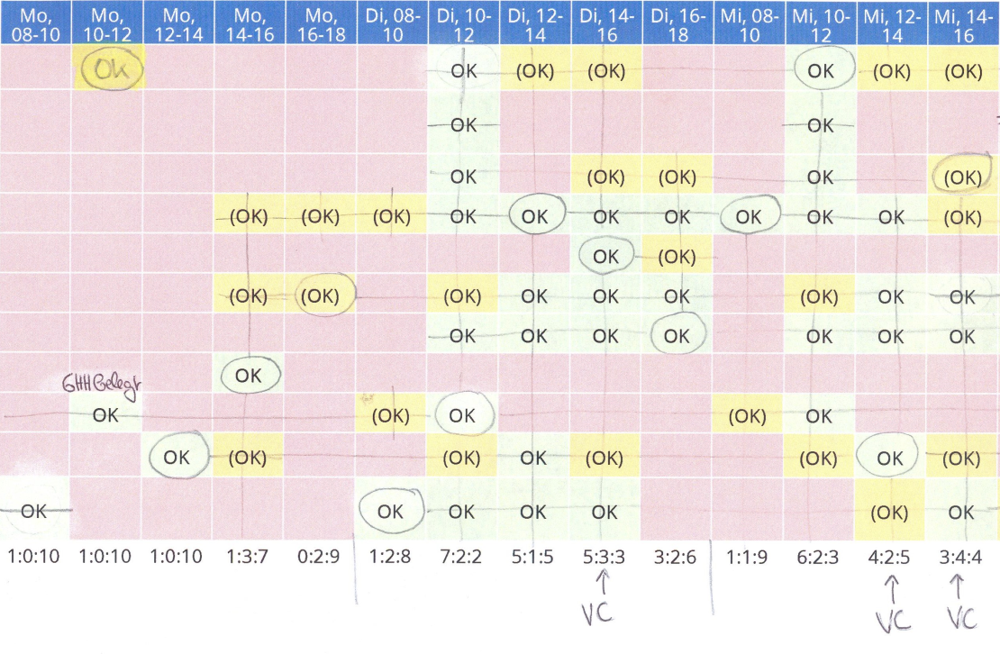 Mo, 08-10 Mo, 10-12 Mo, 12-14 Mo, 14-16 Mo, 16-18 Di, 08-10 Di, 10-12 Di, 12-14 Di, 14-16 Di, 16-18 Mi, 08-10 Mi, 10-12 Mi, 12-14 Mi, 14-16
OK OK (OK) (OK) OK (OK) (OK)
OK OK
OK (OK) (OK) OK (OK)
(OK) (OK) (OK) OK OK OK OK OK OK OK (OK)
OK (OK)
(OK) (OK) (OK) OK OK OK (OK) OK OK
OK OK OK OK OK OK OK
OK
GHH Belegt
OK (OK) OK (OK) OK
OK (OK) (OK) OK (OK) (OK) OK (OK)
OK OK OK OK OK (OK) OK
1:0:10 1:0:10 1:0:10 1:3:7 0:2:9 1:2:8 7:2:2 5:1:5 5:3:3 3:2:6 1:1:9 6:2:3 4:2:5 3:4:4
VC VC VC